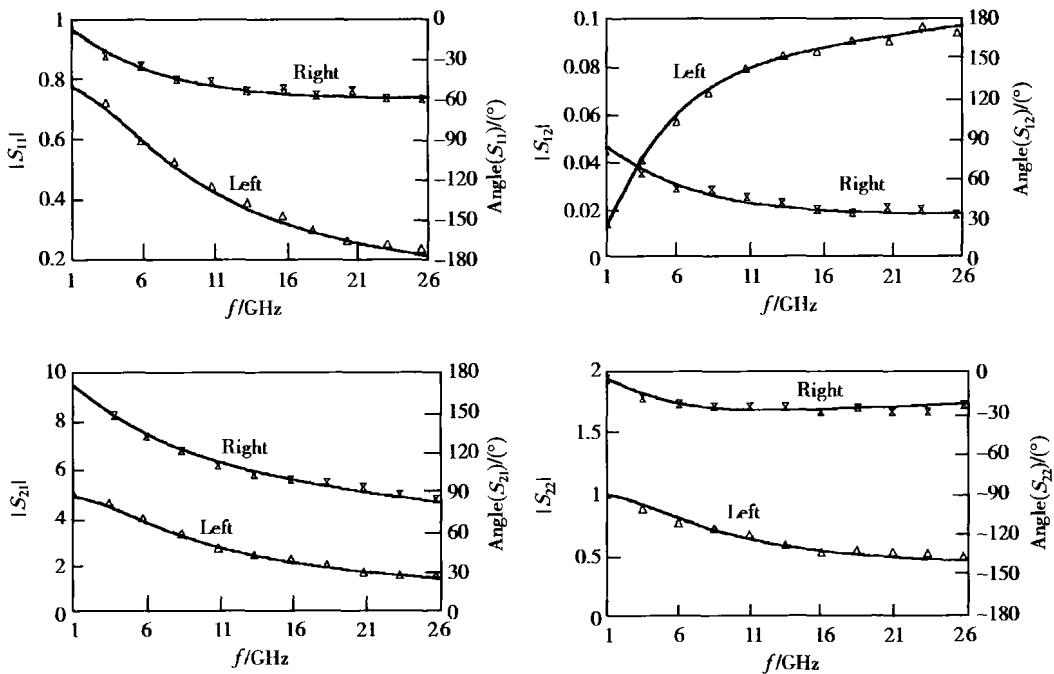 1
0.8
0.6
0.4
0.2
|S11|
Right
Left
0
-30
-60
-90
-120
-150
-180
Angle(S11)/(°)
1 6 11 16 21 26
f/GHz
0.1
0.08
0.06
0.04
0.02
0
|S12|
Left
Right
180
150
120
90
60
30
0
Angle(S12)/(°)
1 6 11 16 21 26
f/GHz
10
8
6
4
2
0
|S21|
Right
Left
180
150
120
90
60
30
0
Angle(S21)/(°)
1 6 11 16 21 26
f/GHz
2
1.5
1
0.5
0
|S22|
Right
Left
0
-30
-60
-90
-120
-150
-180
Angle(S22)/(°)
1 6 11 16 21 26
f/GHz